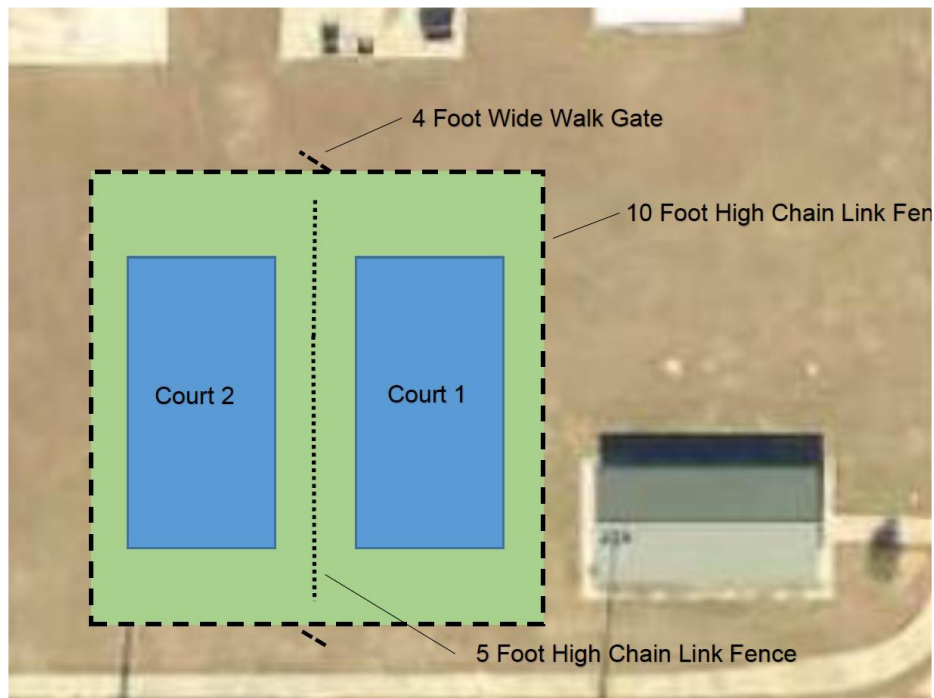 4 Foot Wide Walk Gate
10 Foot High Chain Link Fen
Court 2
Court 1
5 Foot High Chain Link Fence